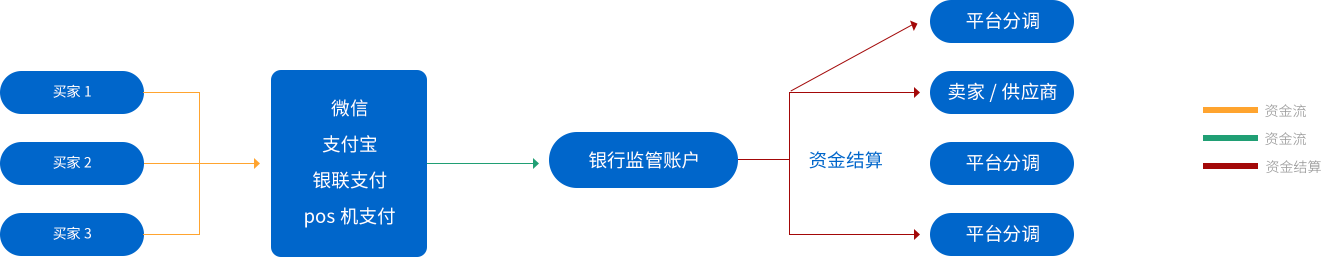 买家 1
买家 2
买家 3
微信
支付宝
银联支付
pos 机支付
银行监管账户
资金结算
平台分调
卖家 / 供应商
平台分调
平台分调
资金流
资金流
资金结算